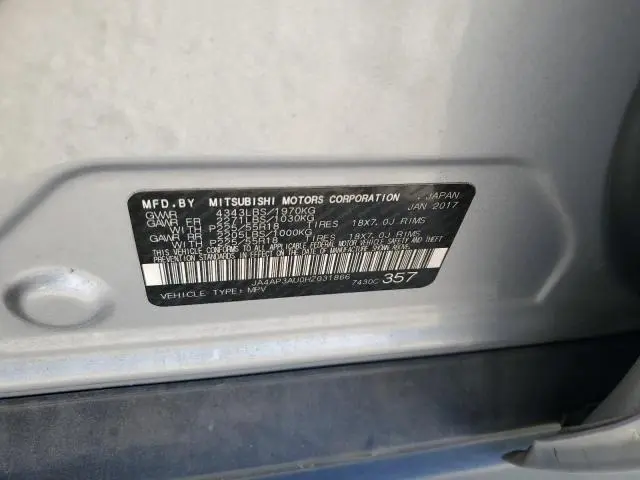 MFD.BY MITSUBISHI MOTORS CORPORATION , JAPAN
GVWR 4343LBS/1970KG JAN 2017
GAWR FR 2271LBS/1030KG
WITH P225/55R18 TIRES 18X7.0J RIMS
GAWR RR 2205LBS/1000KG
WITH P225/55R18 TIRES 18X7.0J RIMS
THIS VEHICLE CONFORMS TO ALL APPLICABLE FEDERAL MOTOR VEHICLE
SAFETY, BUMPER, AND THEFT PREVENTION STANDARDS IN EFFECT
ON THE DATE OF MANUFACTURE SHOWN ABOVE.
JA4AP3AU0HZ031866 7430C 357
VEHICLE TYPE: MPV